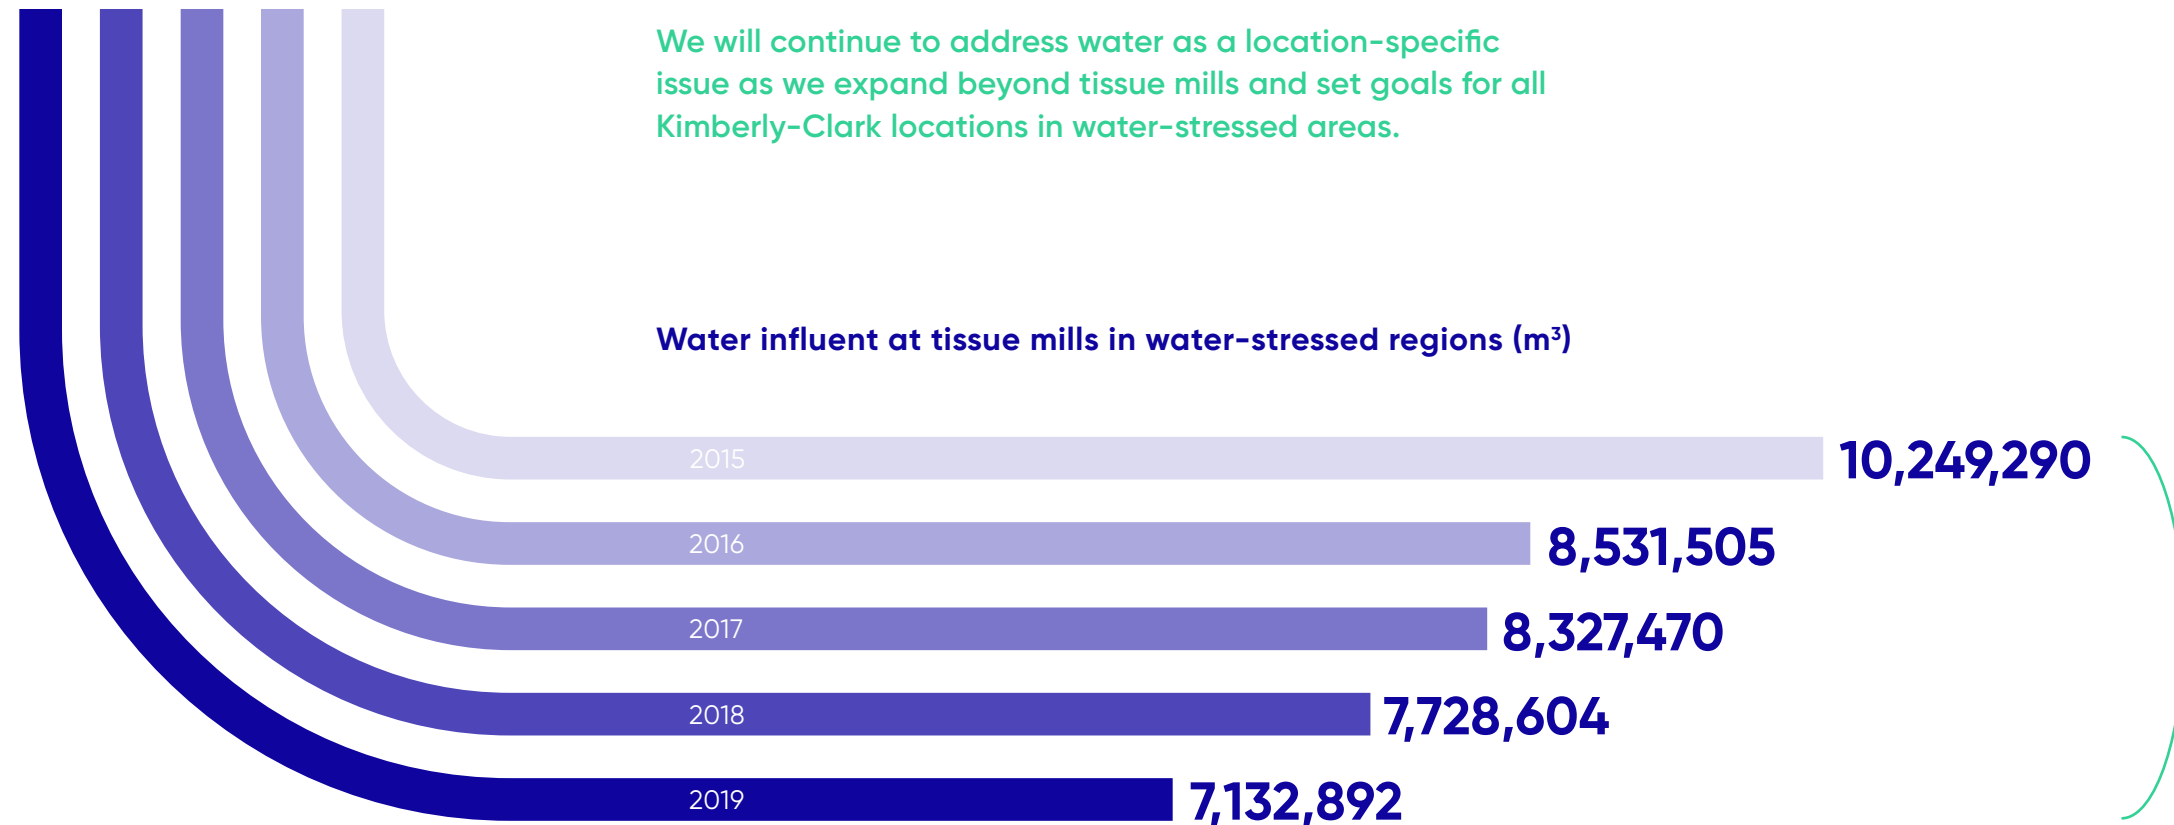 We will continue to address water as a location-specific
issue as we expand beyond tissue mills and set goals for all
Kimberly-Clark locations in water-stressed areas.
Water influent at tissue mills in water-stressed regions (m³)
2015 10,249,290
2016 8,531,505
2017 8,327,470
2018 7,728,604
2019 7,132,892